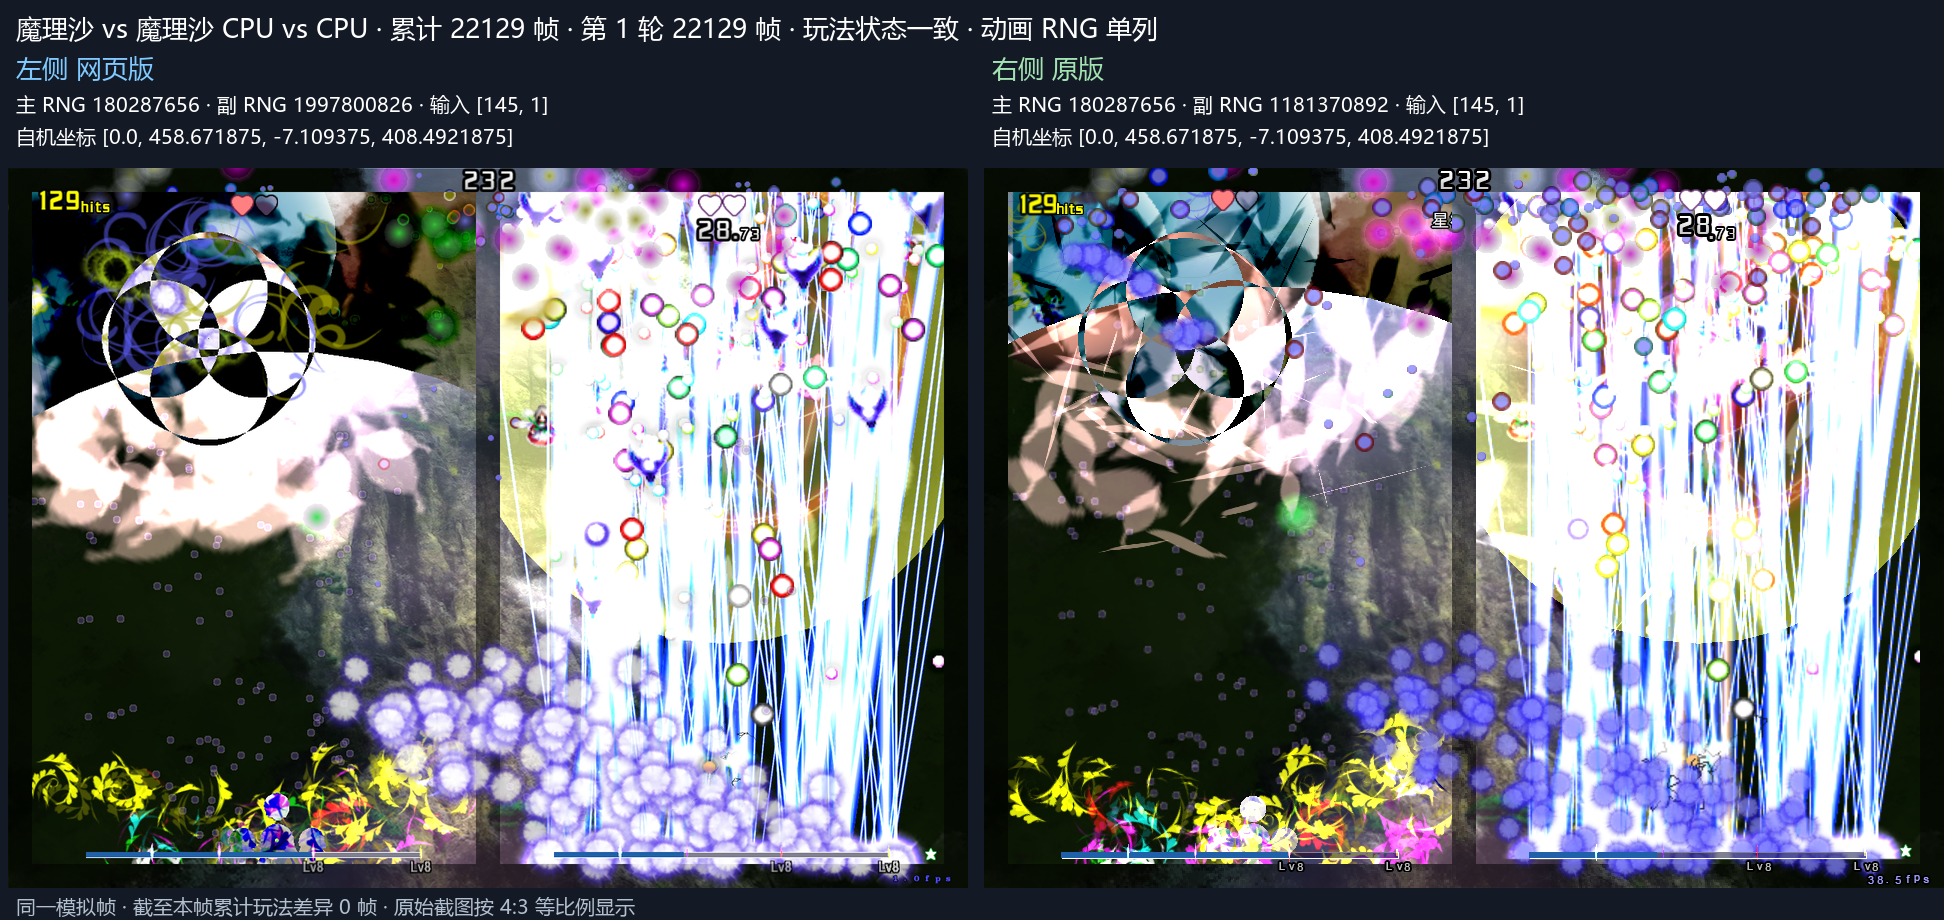 魔理沙 vs 魔理沙 CPU vs CPU · 累计 22129 帧 · 第 1 轮 22129 帧 · 玩法状态一致 · 动画 RNG 单列
左侧 网页版
主 RNG 180287656 · 副 RNG 1997800826 · 输入 [145, 1]
自机坐标 [0.0, 458.671875, -7.109375, 408.4921875]
右侧 原版
主 RNG 180287656 · 副 RNG 1181370892 · 输入 [145, 1]
自机坐标 [0.0, 458.671875, -7.109375, 408.4921875]
129hits
232
28.73
Lv8
Lv8
Lv8
Lv8
129hits
232
星
28.73
Lv8
Lv8
Lv8
Lv8
38.5fps
同一模拟帧 · 截至本帧累计玩法差异 0 帧 · 原始截图按 4:3 等比例显示